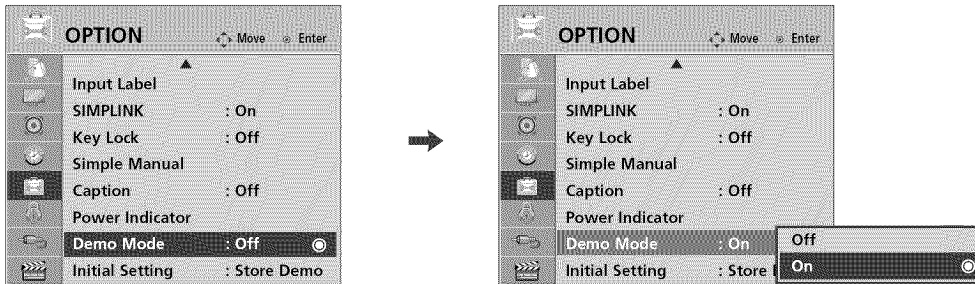 OPTION Move Enter
Input Label
SIMPLINK : On
Key Lock : Off
Simple Manual
Caption : Off
Power Indicator
Demo Mode : Off
Initial Setting : Store Demo
OPTION Move Enter
Input Label
SIMPLINK : On
Key Lock : Off
Simple Manual
Caption : Off
Power Indicator
Demo Mode : On
Initial Setting : Store
Off
On